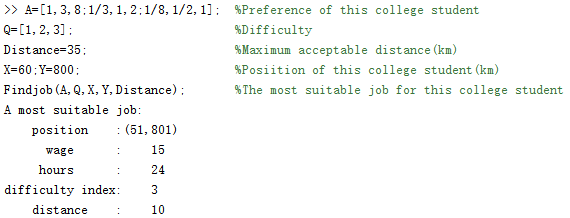 >> A=[1,3,8;1/3,1,2;1/8,1/2,1]; %Preference of this college student
Q=[1,2,3]; %Difficulty
Distance=35; %Maximum acceptable distance(km)
X=60;Y=800; %Posiition of this college student(km)
Findjob(A,Q,X,Y,Distance); %The most suitable job for this college student
A most suitable job:
position :(51,801)
wage : 15
hours : 24
difficulty index: 3
distance : 10